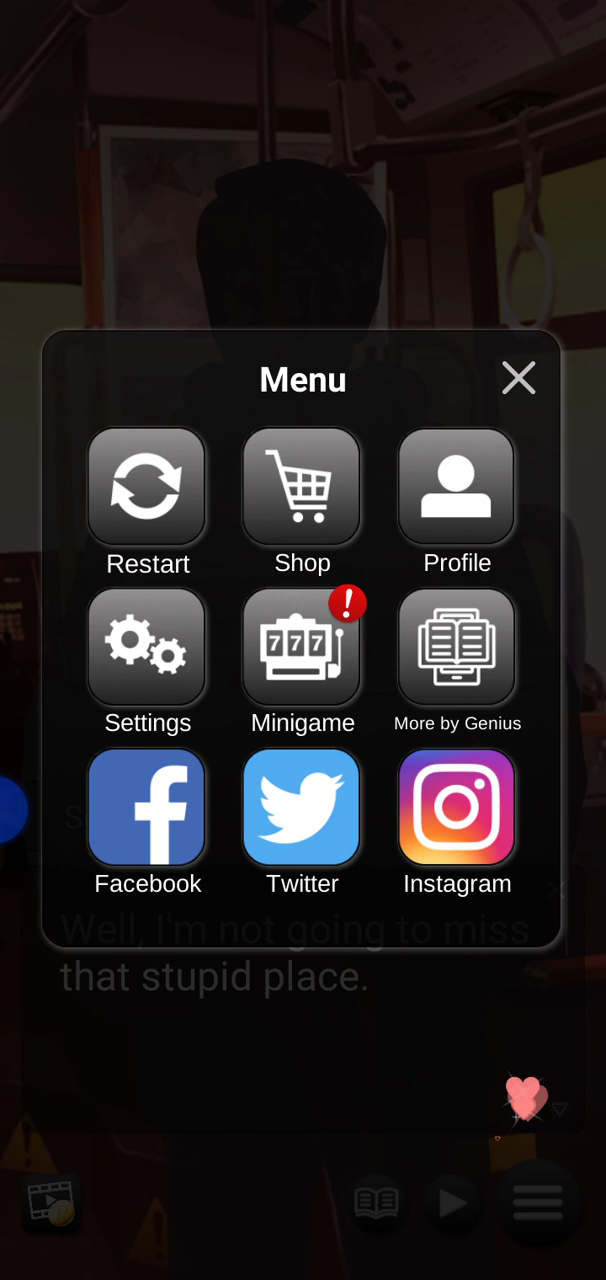 Menu
Restart
Shop
Profile
777
Settings
Minigame
More by Genius
Facebook
Twitter
Instagram
Well, I'm not going to miss
that stupid place.